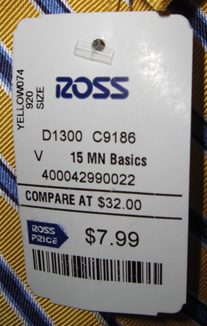 YELLOW074
920
SIZE
ROSS
D1300 C9186
V 15 MN Basics
400042990022
COMPARE AT $32.00
ROSS
PRICE
$7.99